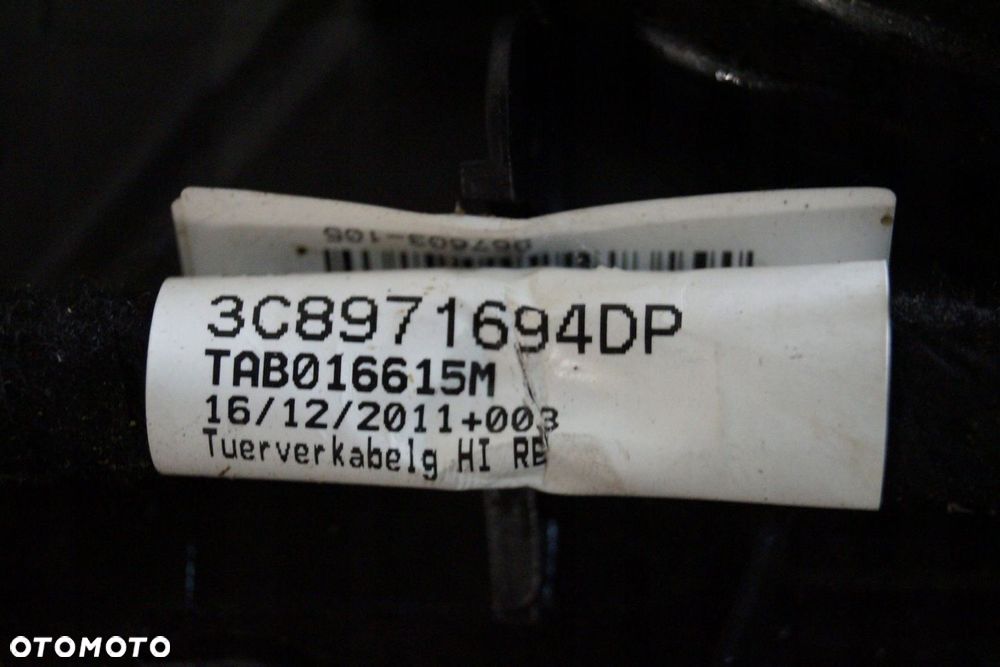 3C8971694DP
TAB016615M
16/12/2011+003
Tuerverkabelg HI RE
OTOMOTO